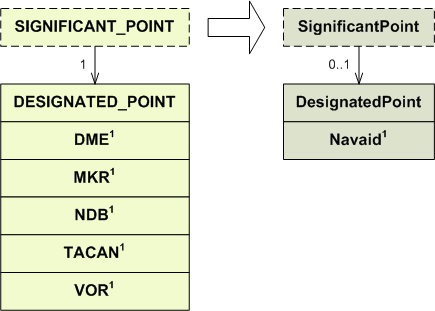 SIGNIFICANT_POINT
1
DESIGNATED_POINT
DME¹
MKR¹
NDB¹
TACAN¹
VOR¹
SignificantPoint
0..1
DesignatedPoint
Navaid¹